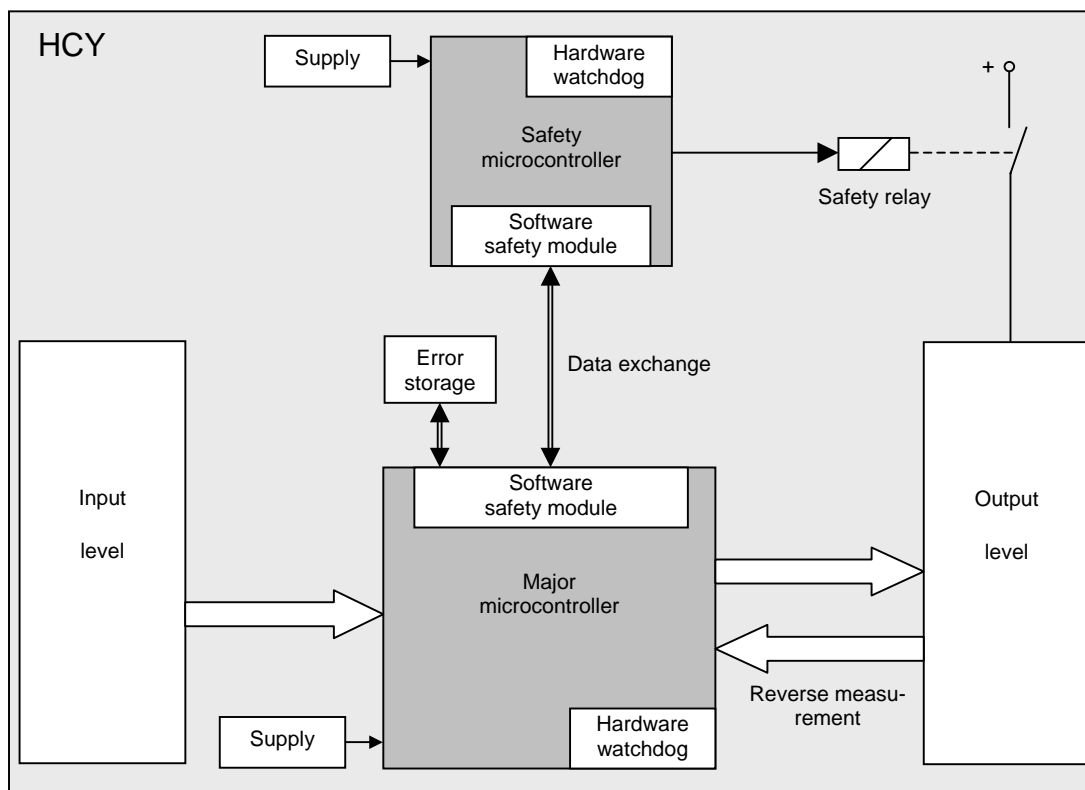 HCY
Supply
Hardware
watchdog
+
Safety
microcontroller
Safety relay
Software
safety module
Error
storage
Data exchange
Input
level
Software
safety module
Output
level
Major
microcontroller
Reverse measu-
rement
Supply
Hardware
watchdog